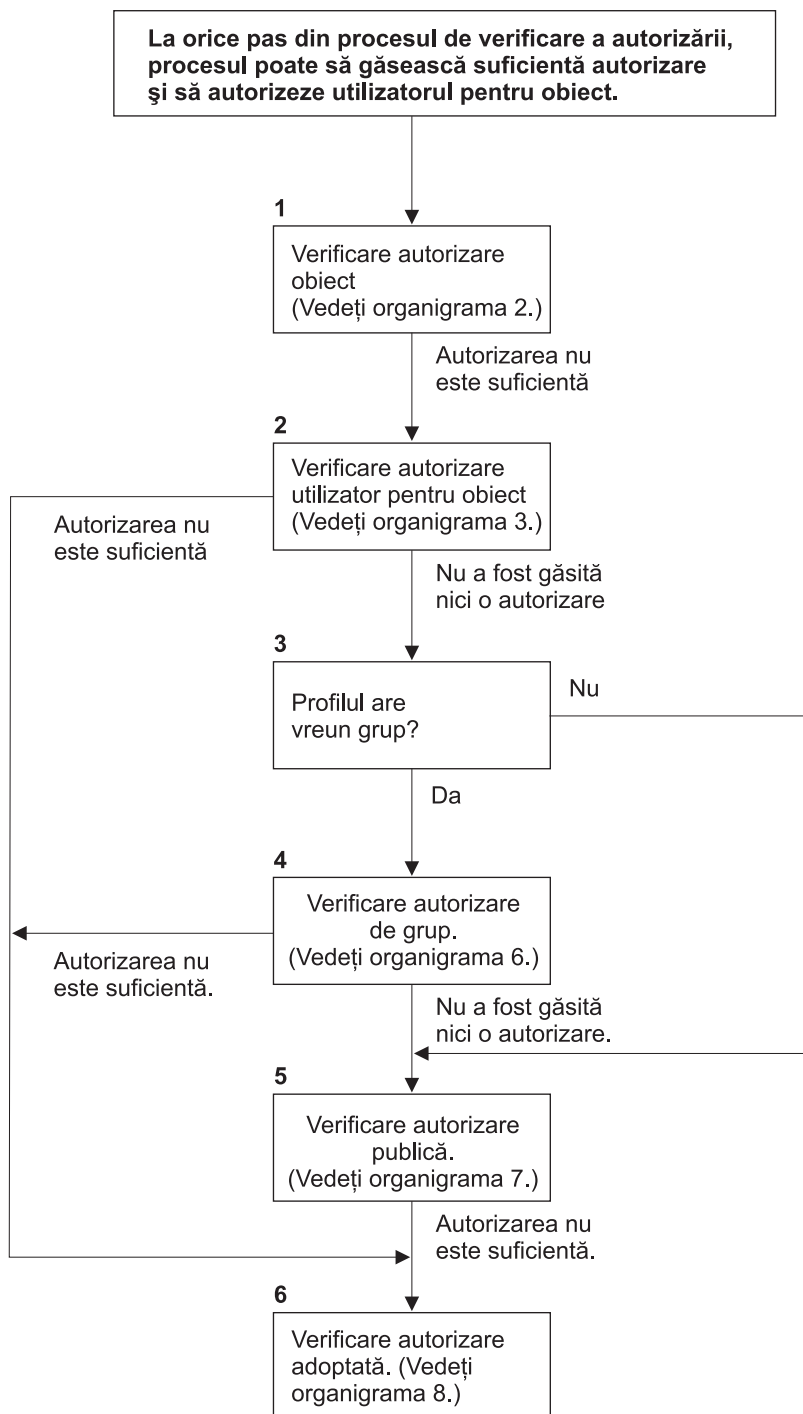 La orice pas din procesul de verificare a autorizării,
procesul poate să găsească suficientă autorizare
şi să autorizeze utilizatorul pentru obiect.
1
Verificare autorizare
obiect
(Vedeți organigrama 2.)
Autorizarea nu
este suficientă
2
Verificare autorizare
utilizator pentru obiect
(Vedeți organigrama 3.)
Autorizarea nu
este suficientă
Nu a fost găsită
nici o autorizare
3
Profilul are
vreun grup?
Nu
Da
4
Verificare autorizare
de grup.
(Vedeți organigrama 6.)
Autorizarea nu
este suficientă.
Nu a fost găsită
nici o autorizare.
5
Verificare autorizare
publică.
(Vedeți organigrama 7.)
Autorizarea nu
este suficientă.
6
Verificare autorizare
adoptată. (Vedeți
organigrama 8.)